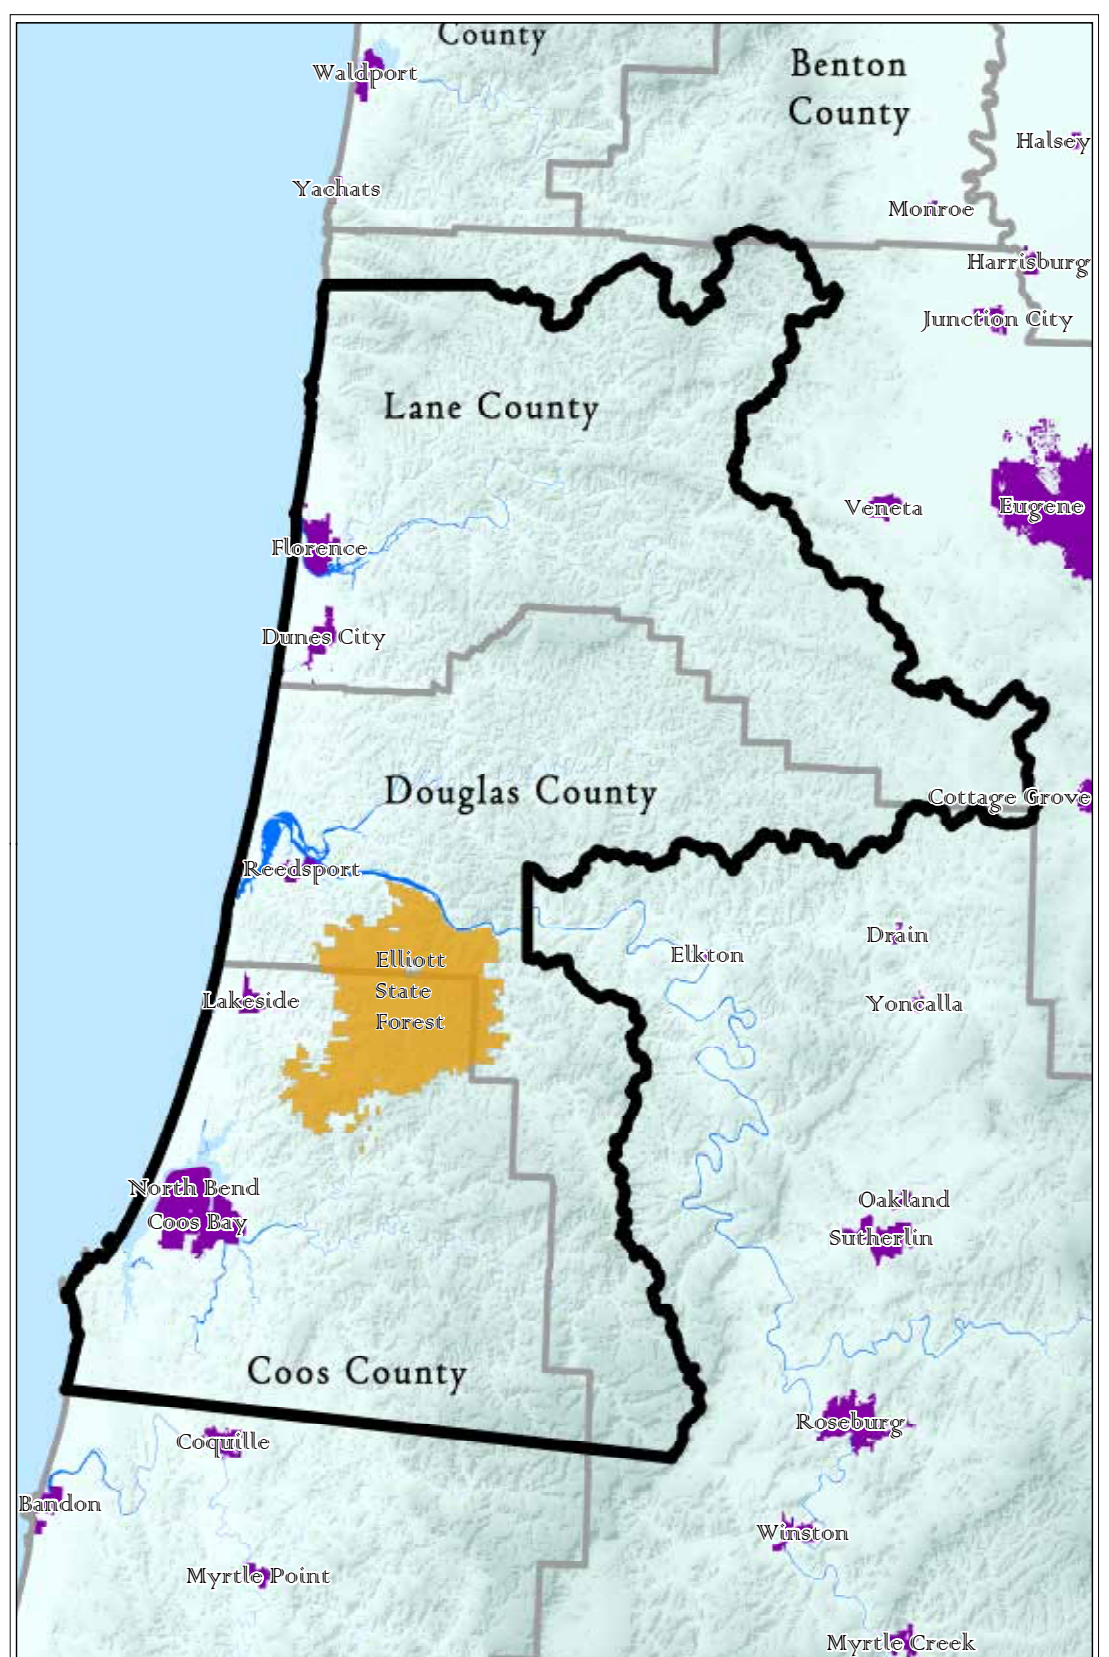 County
Benton
County
Waldport
Halsey
Yachats
Monroe
Harrisburg
Junction City
Lane County
Veneta
Eugene
Florence
Dunes City
Douglas County
Cottage Grove
Reedsport
Drain
Elkton
Elliott
State
Forest
Lakeside
Yoncalla
North Bend
Coos Bay
Oakland
Sutherlin
Coos County
Roseburg
Coquille
Bandon
Winston
Myrtle Point
Myrtle Creek